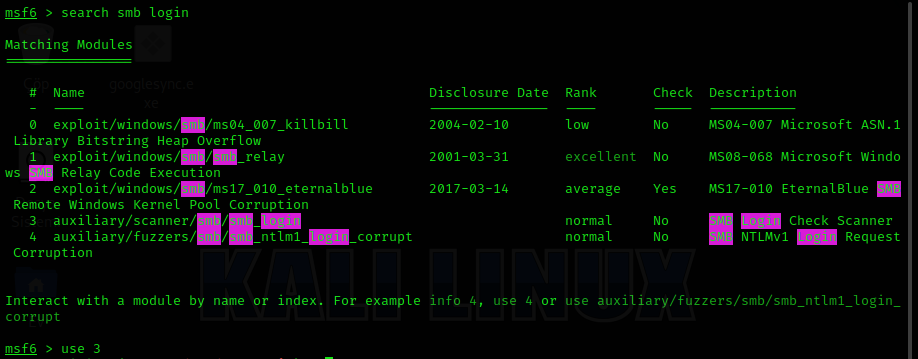 msf6 > search smb login
Matching Modules
================
# Name Disclosure Date Rank Check Description
- ---- --------------- ---- ----- -----------
0 exploit/windows/smb/ms04_007_killbill 2004-02-10 low No MS04-007 Microsoft ASN.1
Library Bitstring Heap Overflow
1 exploit/windows/smb/smb_relay 2001-03-31 excellent No MS08-068 Microsoft Windo
ws SMB Relay Code Execution
2 exploit/windows/smb/ms17_010_eternalblue 2017-03-14 average Yes MS17-010 EternalBlue SMB
Remote Windows Kernel Pool Corruption
3 auxiliary/scanner/smb/smb_login normal No SMB Login Check Scanner
4 auxiliary/fuzzers/smb/smb_ntlm1_login_corrupt normal No SMB NTLMv1 Login Request
Corruption
KALI LINUX
Interact with a module by name or index. For example info 4, use 4 or use auxiliary/fuzzers/smb/smb_ntlm1_login_
corrupt
msf6 > use 3
googlesync.e
xe